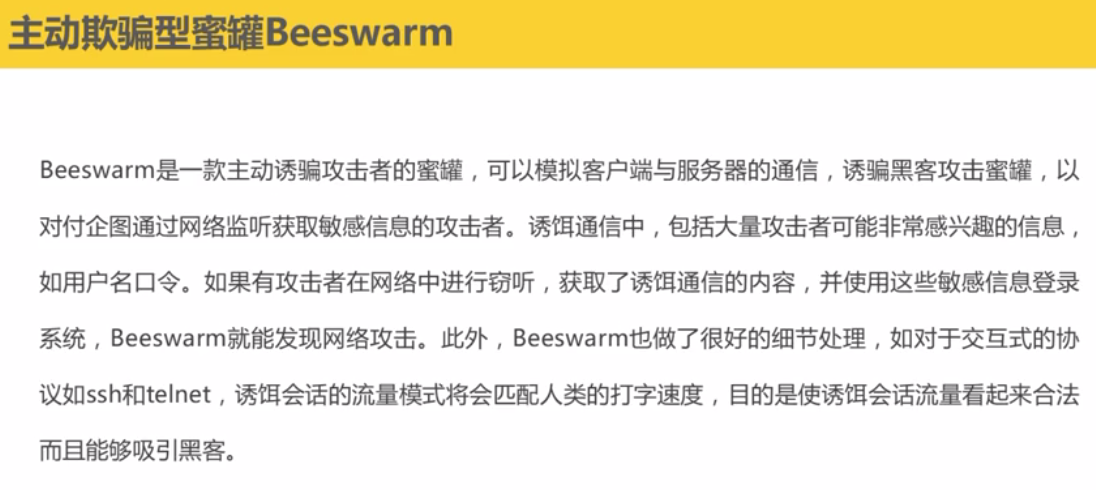 主动欺骗型蜜罐Beeswarm
Beeswarm是一款主动诱骗攻击者的蜜罐，可以模拟客户端与服务器的通信，诱骗黑客攻击蜜罐，以
对付企图通过网络监听获取敏感信息的攻击者。诱饵通信中，包括大量攻击者可能非常感兴趣的信息，
如用户名口令。如果有攻击者在网络中进行窃听，获取了诱饵通信的内容，并使用这些敏感信息登录
系统，Beeswarm就能发现网络攻击。此外，Beeswarm也做了很好的细节处理，如对于交互式的协
议如ssh和telnet，诱饵会话的流量模式将会匹配人类的打字速度，目的是使诱饵会话流量看起来合法
而且能够吸引黑客。